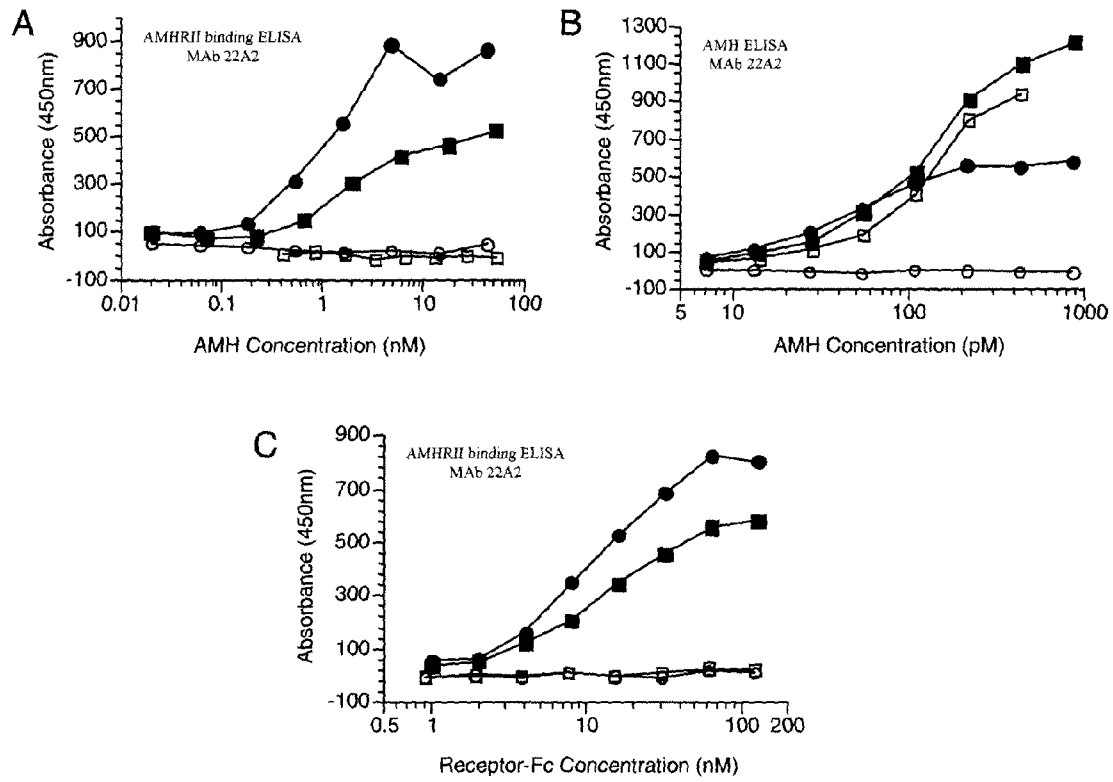 A
AMHRII binding ELISA
MAb 22A2
Absorbance (450nm)
900
700
500
300
100
-100
0.01
0.1
1
10
100
AMH Concentration (nM)
B
AMH ELISA
MAb 22A2
Absorbance (450nm)
1300
1100
900
700
500
300
100
-100
5
10
100
1000
AMH Concentration (pM)
C
AMHRII binding ELISA
MAb 22A2
Absorbance (450nm)
900
700
500
300
100
-100
0.5
1
10
100
200
Receptor-Fc Concentration (nM)